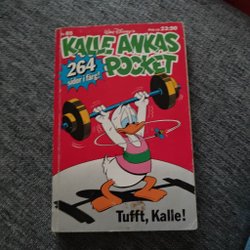 Walt Disney's
KALLE ANKAS
POCKET
264
sidor i färg!
Tufft, Kalle!